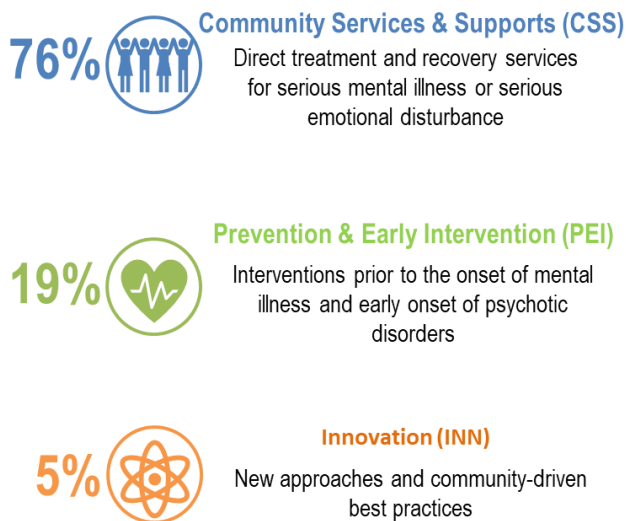 76%
Community Services & Supports (CSS)
Direct treatment and recovery services
for serious mental illness or serious
emotional disturbance
19%
Prevention & Early Intervention (PEI)
Interventions prior to the onset of mental
illness and early onset of psychotic
disorders
5%
Innovation (INN)
New approaches and community-driven
best practices